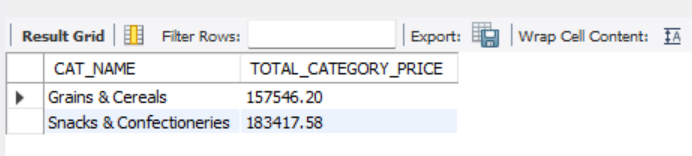 Result Grid Filter Rows: Export: Wrap Cell Content:
CAT_NAME TOTAL_CATEGORY_PRICE
Grains & Cereals 157546.20
Snacks & Confectioneries 183417.58